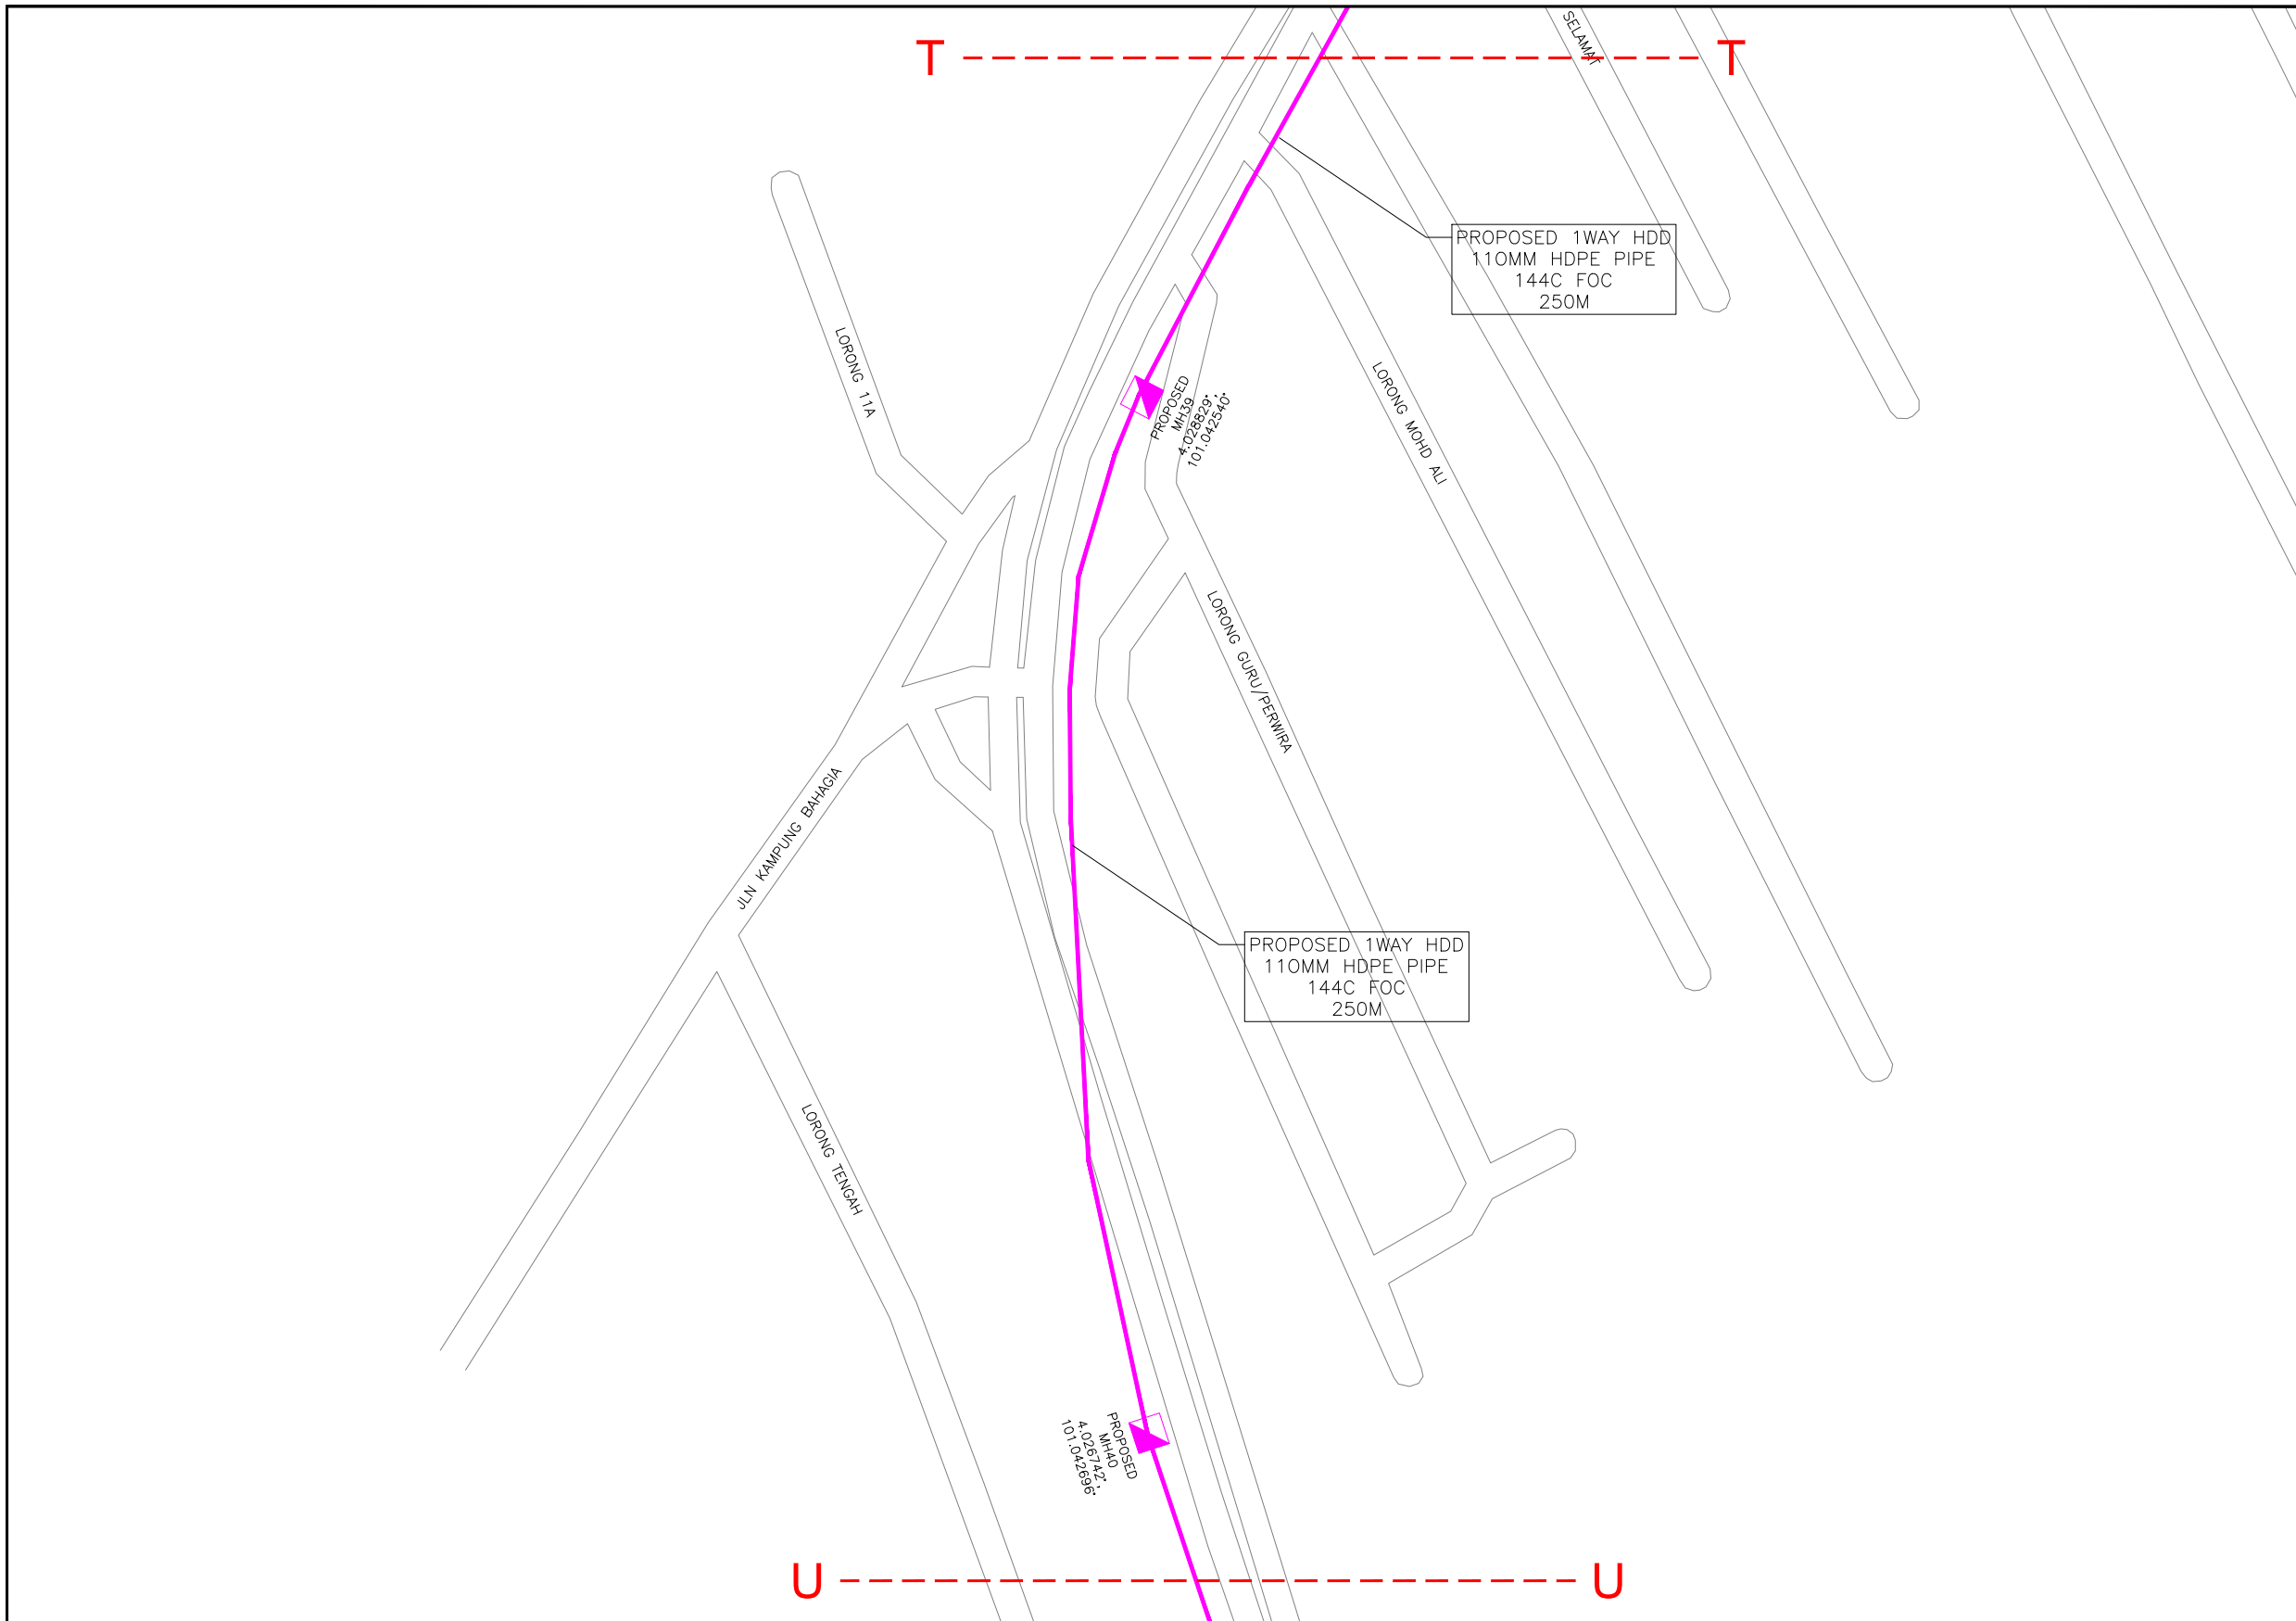 T
T
SELAMAT
PROPOSED 1WAY HDD
110MM HDPE PIPE
144C FOC
250M
LORONG 11A
PROPOSED
MH39
4.028829°,
101.042540°
LORONG MOHD ALI
LORONG GURU/PERWIRA
JLN KAMPUNG BAHAGIA
PROPOSED 1WAY HDD
110MM HDPE PIPE
144C FOC
250M
LORONG TENGAH
PROPOSED
MH40
4.026742°,
101.042696°
U
U